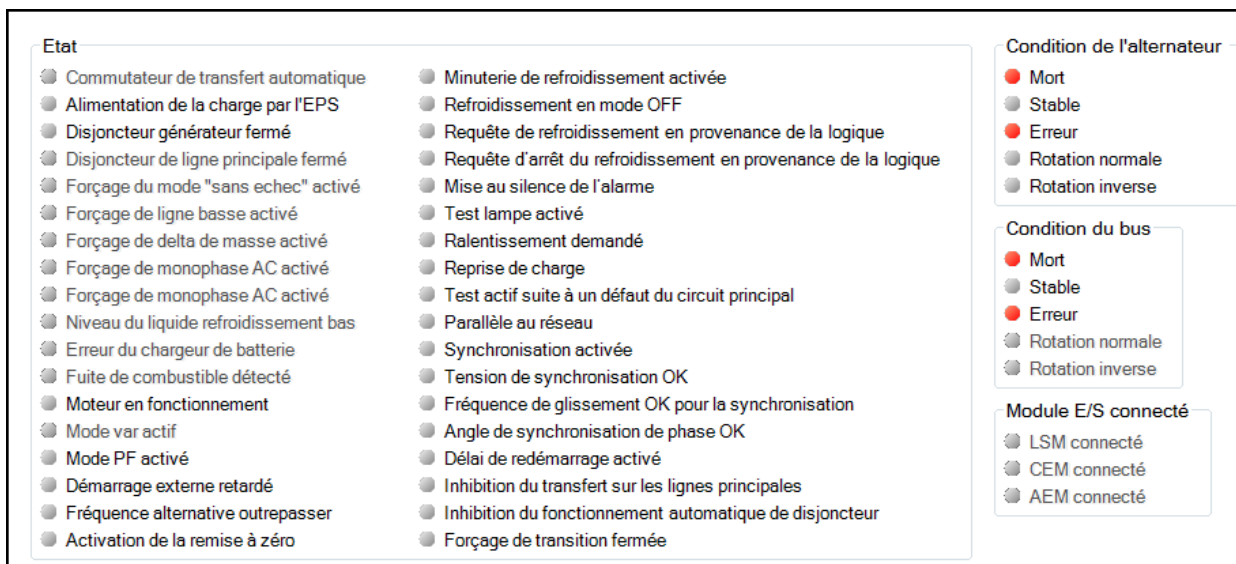 Etat
Commutateur de transfert automatique
Alimentation de la charge par l'EPS
Disjoncteur générateur fermé
Disjoncteur de ligne principale fermé
Forçage du mode "sans echec" activé
Forçage de ligne basse activé
Forçage de delta de masse activé
Forçage de monophase AC activé
Forçage de monophase AC activé
Niveau du liquide refroidissement bas
Erreur du chargeur de batterie
Fuite de combustible détecté
Moteur en fonctionnement
Mode var actif
Mode PF activé
Démarrage externe retardé
Fréquence alternative outrepasser
Activation de la remise à zéro
Minuterie de refroidissement activée
Refroidissement en mode OFF
Requête de refroidissement en provenance de la logique
Requête d'arrêt du refroidissement en provenance de la logique
Mise au silence de l'alarme
Test lampe activé
Ralentissement demandé
Reprise de charge
Test actif suite à un défaut du circuit principal
Parallèle au réseau
Synchronisation activée
Tension de synchronisation OK
Fréquence de glissement OK pour la synchronisation
Angle de synchronisation de phase OK
Délai de redémarrage activé
Inhibition du transfert sur les lignes principales
Inhibition du fonctionnement automatique de disjoncteur
Forçage de transition fermée
Condition de l'alternateur
Mort
Stable
Erreur
Rotation normale
Rotation inverse
Condition du bus
Mort
Stable
Erreur
Rotation normale
Rotation inverse
Module E/S connecté
LSM connecté
CEM connecté
AEM connecté